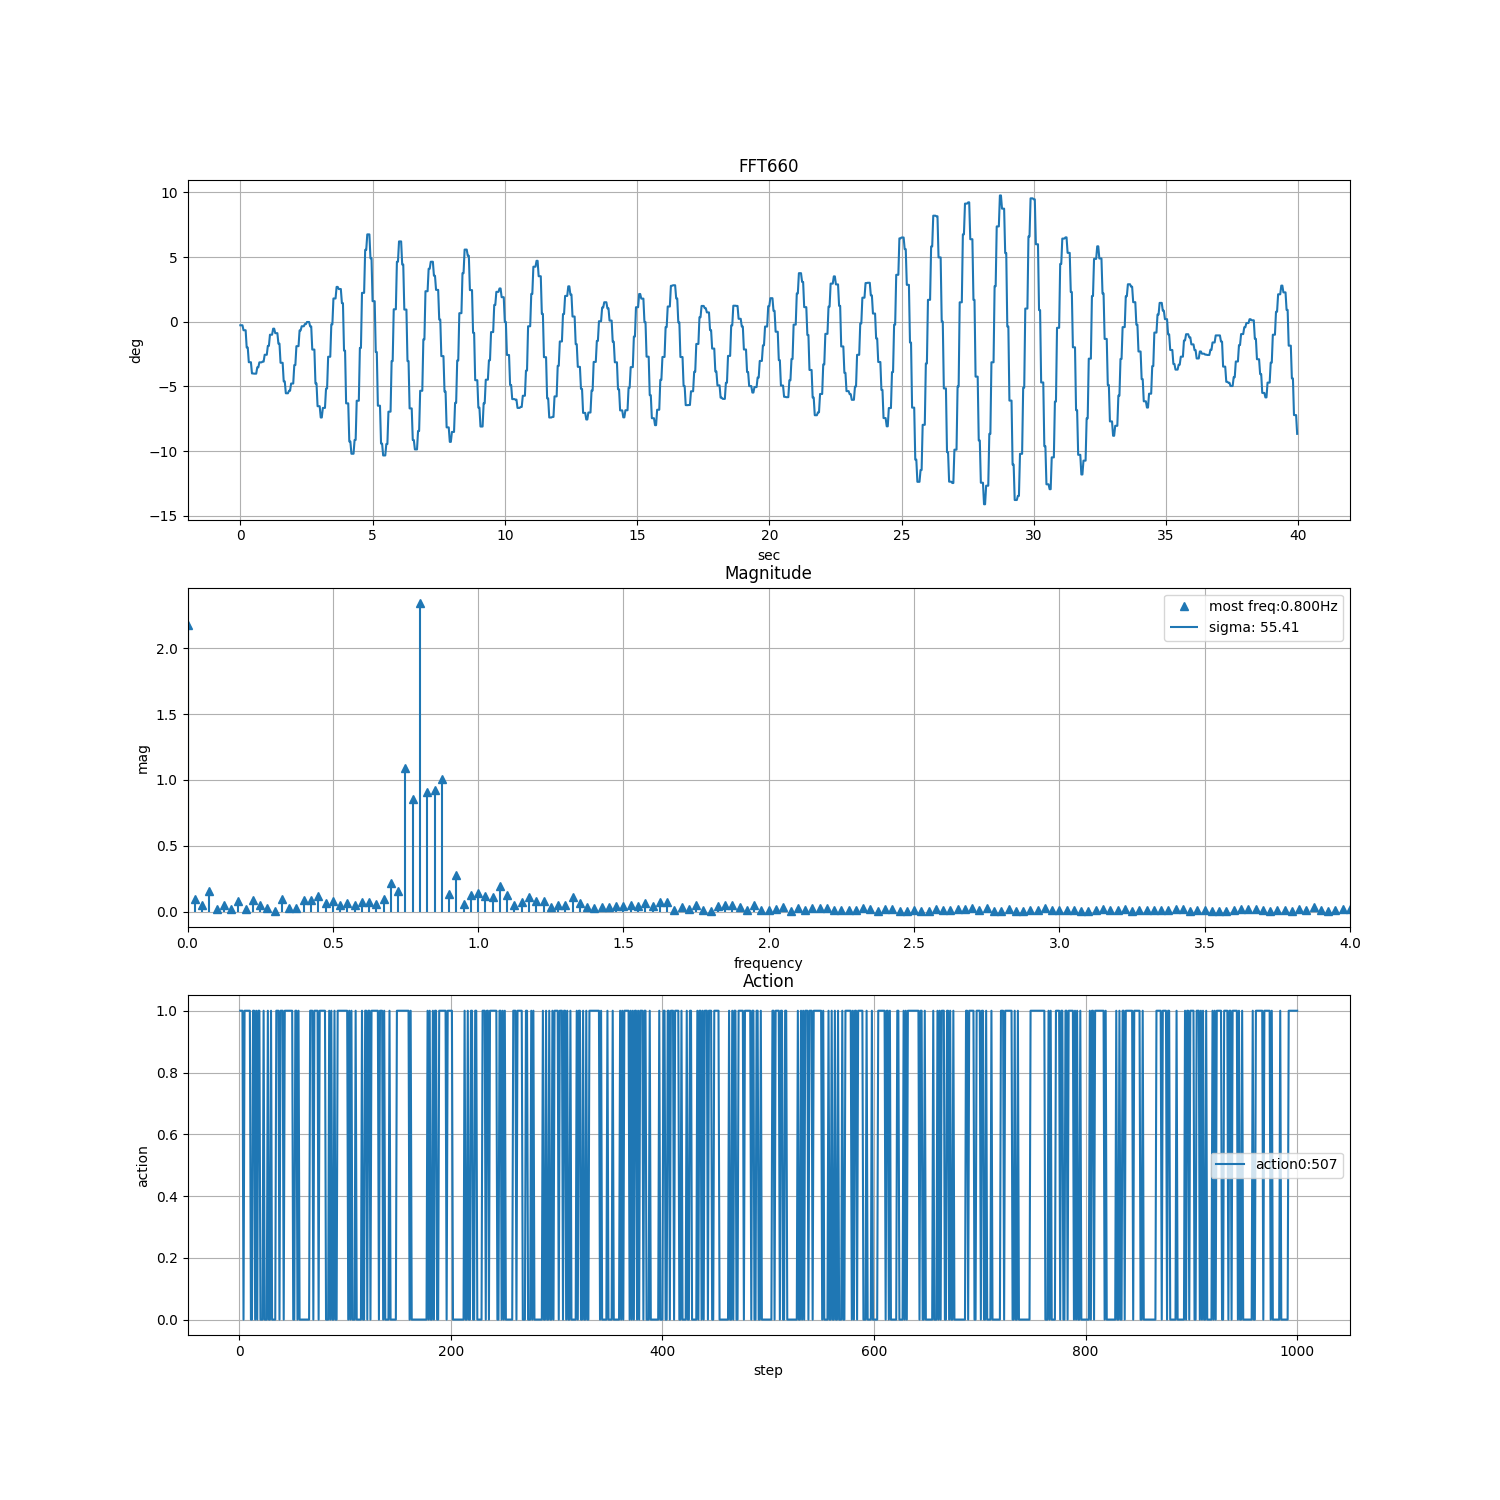 FFT660
10
5
0
−5
−10
−15
deg
0 5 10 15 20 25 30 35 40
sec
Magnitude
most freq:0.800Hz
sigma: 55.41
2.0
1.5
1.0
0.5
0.0
mag
0.0 0.5 1.0 1.5 2.0 2.5 3.0 3.5 4.0
frequency
Action
1.0
0.8
0.6
0.4
0.2
0.0
action
action0:507
0 200 400 600 800 1000
step